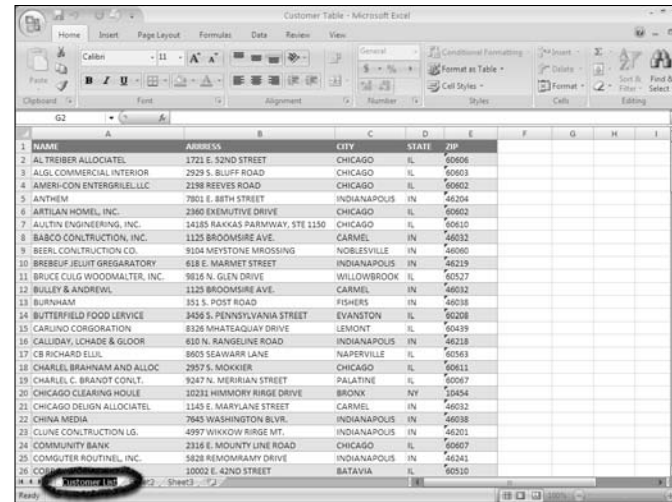 Customer Table - Microsoft Excel
Home Insert Page Layout Formulas Data Review View
Calibri 11 A A General Conditional Formatting Insert
Paste B I U $ % Format as Table Delete Sort & Find &
Cell Styles Format Filter Select
Clipboard Font Alignment Number Styles Cells Editing
G2 fx
A B C D E F G H I
1 NAME ARRRESS CITY STATE ZIP
2 AL TREIBER ALLOCIATEL 1721 E. 52ND STREET CHICAGO IL 60606
3 ALGL COMMERCIAL INTERIOR 2929 S. BLUFF ROAD CHICAGO IL 60603
4 AMERI-CON ENTERGRILEL.LLC 2198 REEVES ROAD CHICAGO IL 60602
5 ANTHEM 7801 E. 88TH STREET INDIANAPOLIS IN 46204
6 ARTILAN HOMEL, INC. 2360 EXEMUTIVE DRIVE CHICAGO IL 60602
7 AULTIN ENGINEERING, INC. 14185 RAKKAS PARMWAY, STE 1150 CHICAGO IL 60610
8 BABCO CONLTRUCTION, INC. 1125 BROOMSIRE AVE. CARMEL IN 46032
9 BEERL CONLTRUCTION CO. 9104 MEYSTONE MROSSING NOBLESVILLE IN 46060
10 BREBEUF JELUIT GREGARATORY 618 E. MARMET STREET INDIANAPOLIS IN 46219
11 BRUCE CULG WOODMALTER, INC. 9816 N. GLEN DRIVE WILLOWBROOK IL 60527
12 BULLEY & ANDREWL 1125 BROOMSIRE AVE. CARMEL IN 46032
13 BURNHAM 351 S. POST ROAD FISHERS IN 46038
14 BUTTERFIELD FOOD LERVICE 3456 S. PENNSYLVANIA STREET EVANSTON IL 60208
15 CARLINO CORGORATION 8326 MHATEAQUAY DRIVE LEMONT IL 60439
16 CALLIDAY, LCHADE & GLOOR 610 N. RANGELINE ROAD INDIANAPOLIS IN 46218
17 CB RICHARD ELLIL 8605 SEAWARR LANE NAPERVILLE IL 60563
18 CHARLEL BRAHNAM AND ALLOC 2957 S. MOKKIER CHICAGO IL 60611
19 CHARLEL C. BRANDT CONLT. 9247 N. MERIRIAN STREET PALATINE IL 60067
20 CHICAGO CLEARING HOULE 10231 HIMMORY RIRGE DRIVE BRONX NY 10454
21 CHICAGO DELIGN ALLOCIATEL 1145 E. MARYLANE STREET CARMEL IN 46032
22 CHINA MEDIA 7645 WASHINGTON BLVR. INDIANAPOLIS IN 46038
23 CLUNE CONLTRUCTION LG. 4997 WIKKOW RIRGE MT. INDIANAPOLIS IN 46201
24 COMMUNITY BANK 2316 E. MOUNTY LINE ROAD CHICAGO IL 60607
25 COMGUTER ROUTINEL, INC. 5828 REMOMRAMY DRIVE INDIANAPOLIS IN 46241
26 10002 E. 42ND STREET BATAVIA IL 60510
Customer List Sheet3
Ready 100%